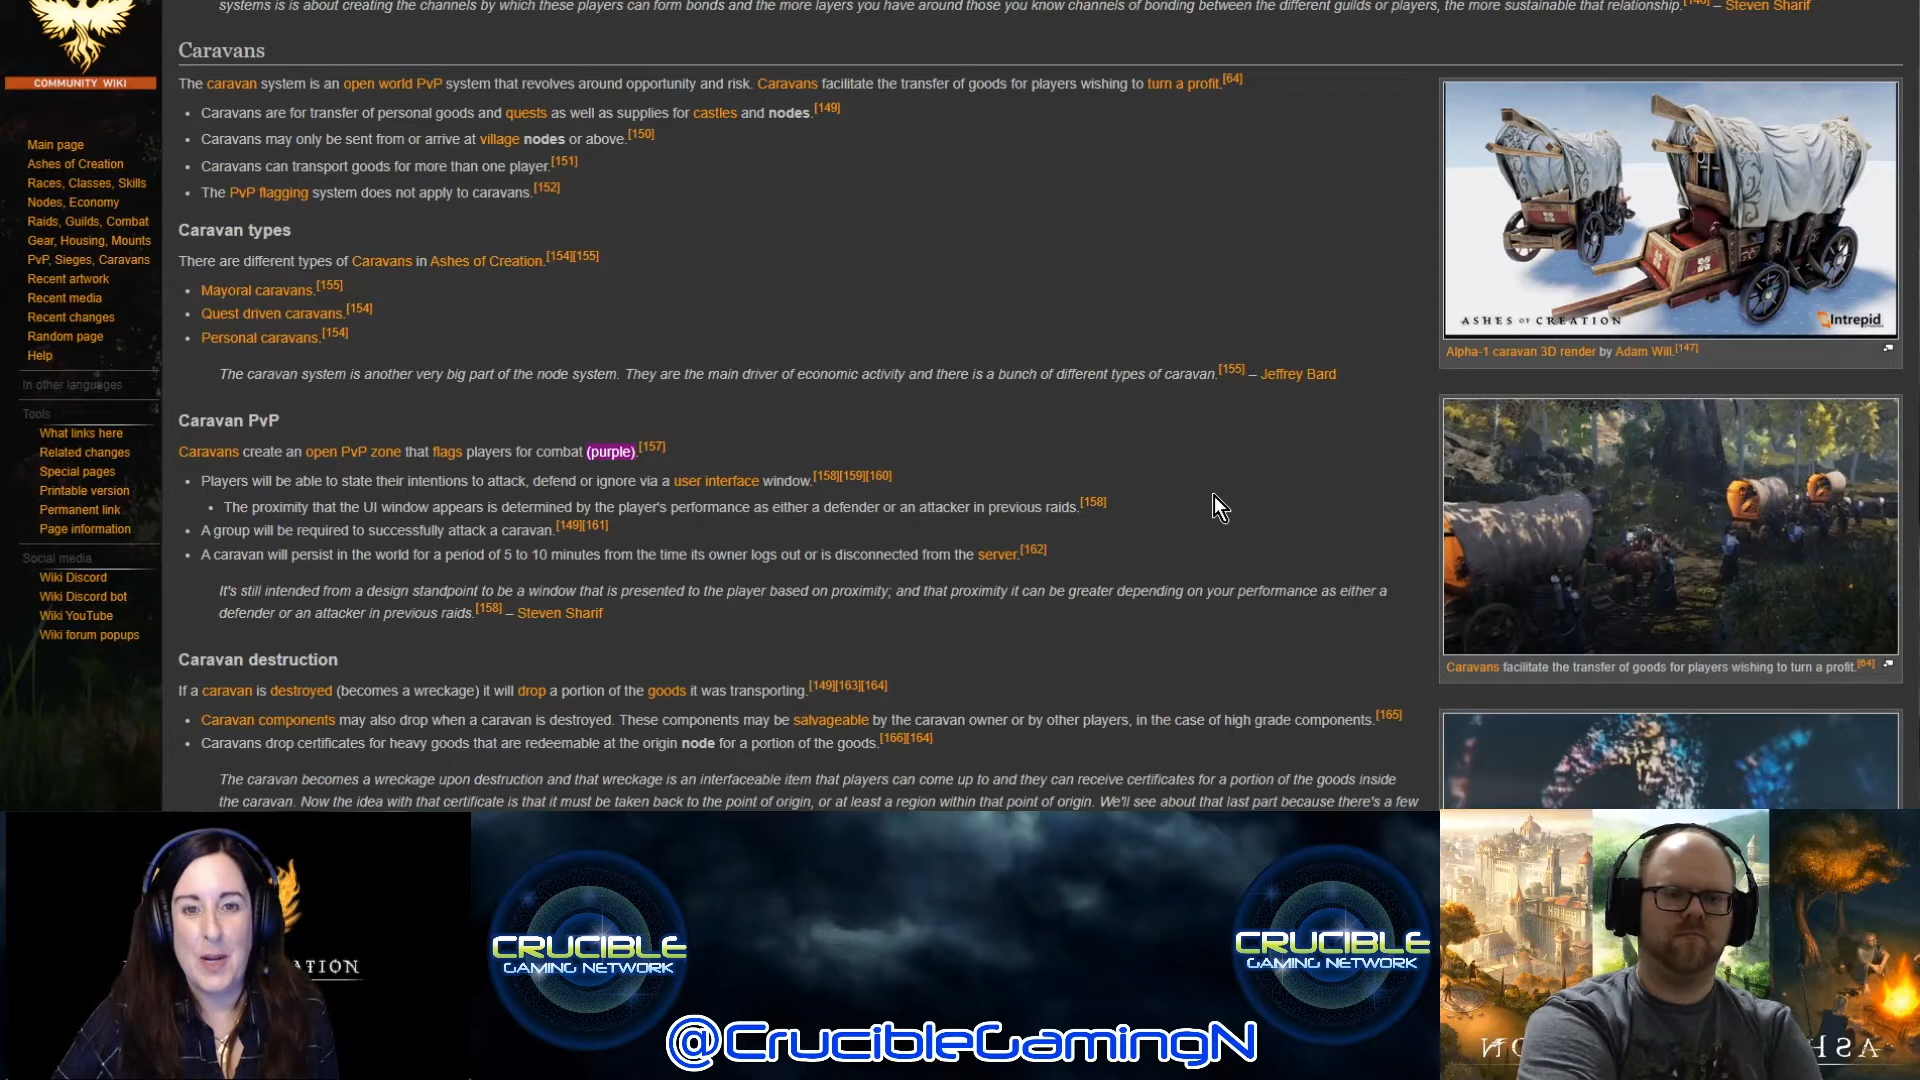 systems is is about creating the channels by which these players can form bonds and the more layers you have around those you know channels of bonding between the different guilds or players, the more sustainable that relationship. – Steven Sharif
COMMUNITY WIKI
Main page
Ashes of Creation
Races, Classes, Skills
Nodes, Economy
Raids, Guilds, Combat
Gear, Housing, Mounts
PvP, Sieges, Caravans
Recent artwork
Recent media
Recent changes
Random page
Help
In other languages
Tools
What links here
Related changes
Special pages
Printable version
Permanent link
Page information
Social media
Wiki Discord
Wiki Discord bot
Wiki YouTube
Wiki forum popups
Caravans
The caravan system is an open world PvP system that revolves around opportunity and risk. Caravans facilitate the transfer of goods for players wishing to turn a profit.[64]
• Caravans are for transfer of personal goods and quests as well as supplies for castles and nodes.[149]
• Caravans may only be sent from or arrive at village nodes or above.[150]
• Caravans can transport goods for more than one player.[151]
• The PvP flagging system does not apply to caravans.[152]
Caravan types
There are different types of Caravans in Ashes of Creation.[154][155]
• Mayoral caravans.[155]
• Quest driven caravans.[154]
• Personal caravans.[154]
The caravan system is another very big part of the node system. They are the main driver of economic activity and there is a bunch of different types of caravan.[155] – Jeffrey Bard
Caravan PvP
Caravans create an open PvP zone that flags players for combat (purple).[157]
• Players will be able to state their intentions to attack, defend or ignore via a user interface window.[158][159][160]
• The proximity that the UI window appears is determined by the player's performance as either a defender or an attacker in previous raids.[158]
• A group will be required to successfully attack a caravan.[149][161]
• A caravan will persist in the world for a period of 5 to 10 minutes from the time its owner logs out or is disconnected from the server.[162]
It's still intended from a design standpoint to be a window that is presented to the player based on proximity; and that proximity it can be greater depending on your performance as either a
defender or an attacker in previous raids.[158] – Steven Sharif
Caravan destruction
If a caravan is destroyed (becomes a wreckage) it will drop a portion of the goods it was transporting.[149][163][164]
• Caravan components may also drop when a caravan is destroyed. These components may be salvageable by the caravan owner or by other players, in the case of high grade components.[165]
• Caravans drop certificates for heavy goods that are redeemable at the origin node for a portion of the goods.[166][164]
The caravan becomes a wreckage upon destruction and that wreckage is an interfaceable item that players can come up to and they can receive certificates for a portion of the goods inside
the caravan. Now the idea with that certificate is that it must be taken back to the point of origin, or at least a region within that point of origin. We'll see about that last part because there's a few
ASHES OF CREATION
Intrepid
Alpha-1 caravan 3D render by Adam Will.[147]
Caravans facilitate the transfer of goods for players wishing to turn a profit.[64]
ATION
CRUCIBLE
GAMING NETWORK
CRUCIBLE
GAMING NETWORK
@CrucibleGamingN